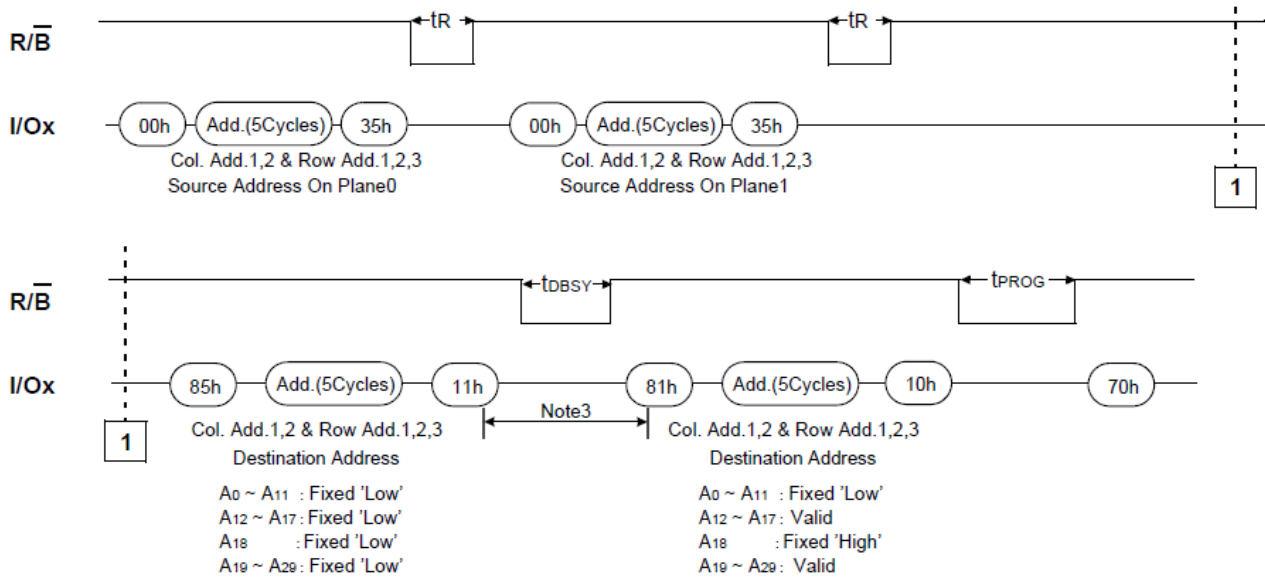 tR tR
R/B
I/Ox 00h Add.(5Cycles) 35h 00h Add.(5Cycles) 35h
Col. Add.1,2 & Row Add.1,2,3 Col. Add.1,2 & Row Add.1,2,3
Source Address On Plane0 Source Address On Plane1
1
tDBSY tPROG
R/B
I/Ox 85h Add.(5Cycles) 11h 81h Add.(5Cycles) 10h 70h
Note3
1
Col. Add.1,2 & Row Add.1,2,3 Col. Add.1,2 & Row Add.1,2,3
Destination Address Destination Address
A0 ~ A11 : Fixed 'Low' A0 ~ A11 : Fixed 'Low'
A12 ~ A17 : Fixed 'Low' A12 ~ A17 : Valid
A18 : Fixed 'Low' A18 : Fixed 'High'
A19 ~ A29 : Fixed 'Low' A19 ~ A29 : Valid